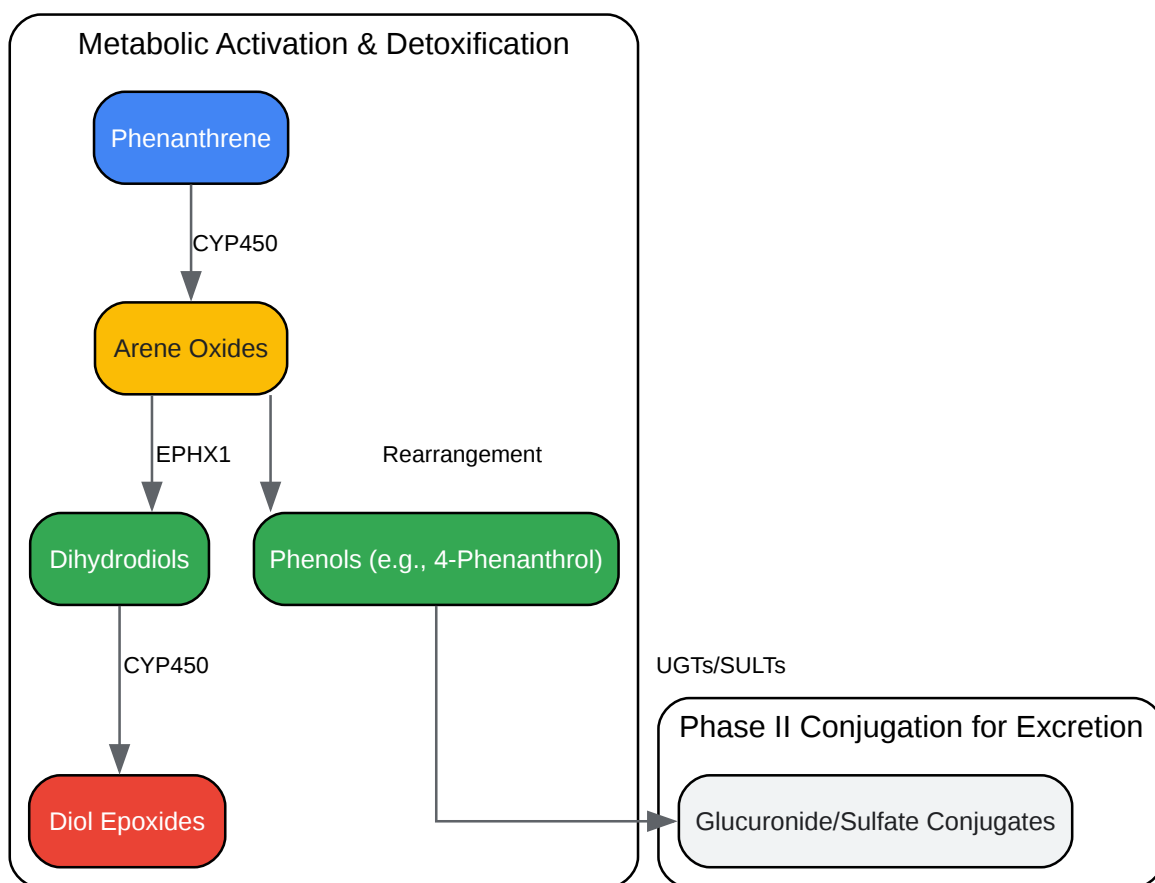 Metabolic Activation & Detoxification
Phenanthrene
CYP450
Arene Oxides
EPHX1
Rearrangement
Dihydrodiols
Phenols (e.g., 4-Phenanthrol)
CYP450
UGTs/SULTs
Phase II Conjugation for Excretion
Diol Epoxides
Glucuronide/Sulfate Conjugates